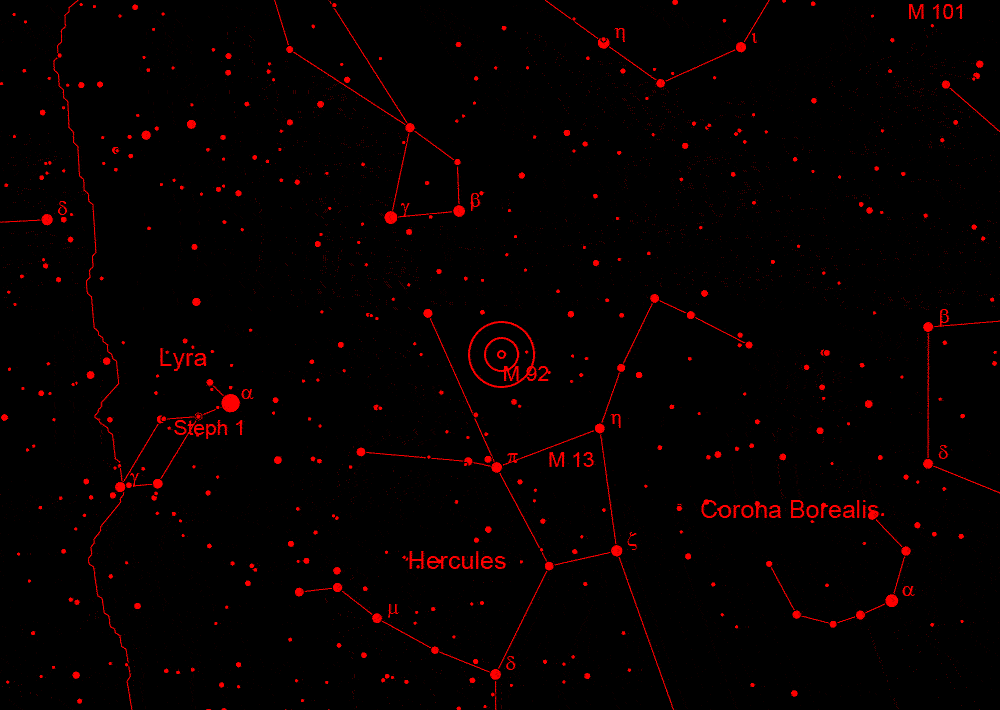 M 101
η
ι
δ
γ
β
β
Lyra
α
M 92
Steph 1
η
π
M 13
δ
γ
Corona Borealis
ζ
Hercules
α
μ
δ